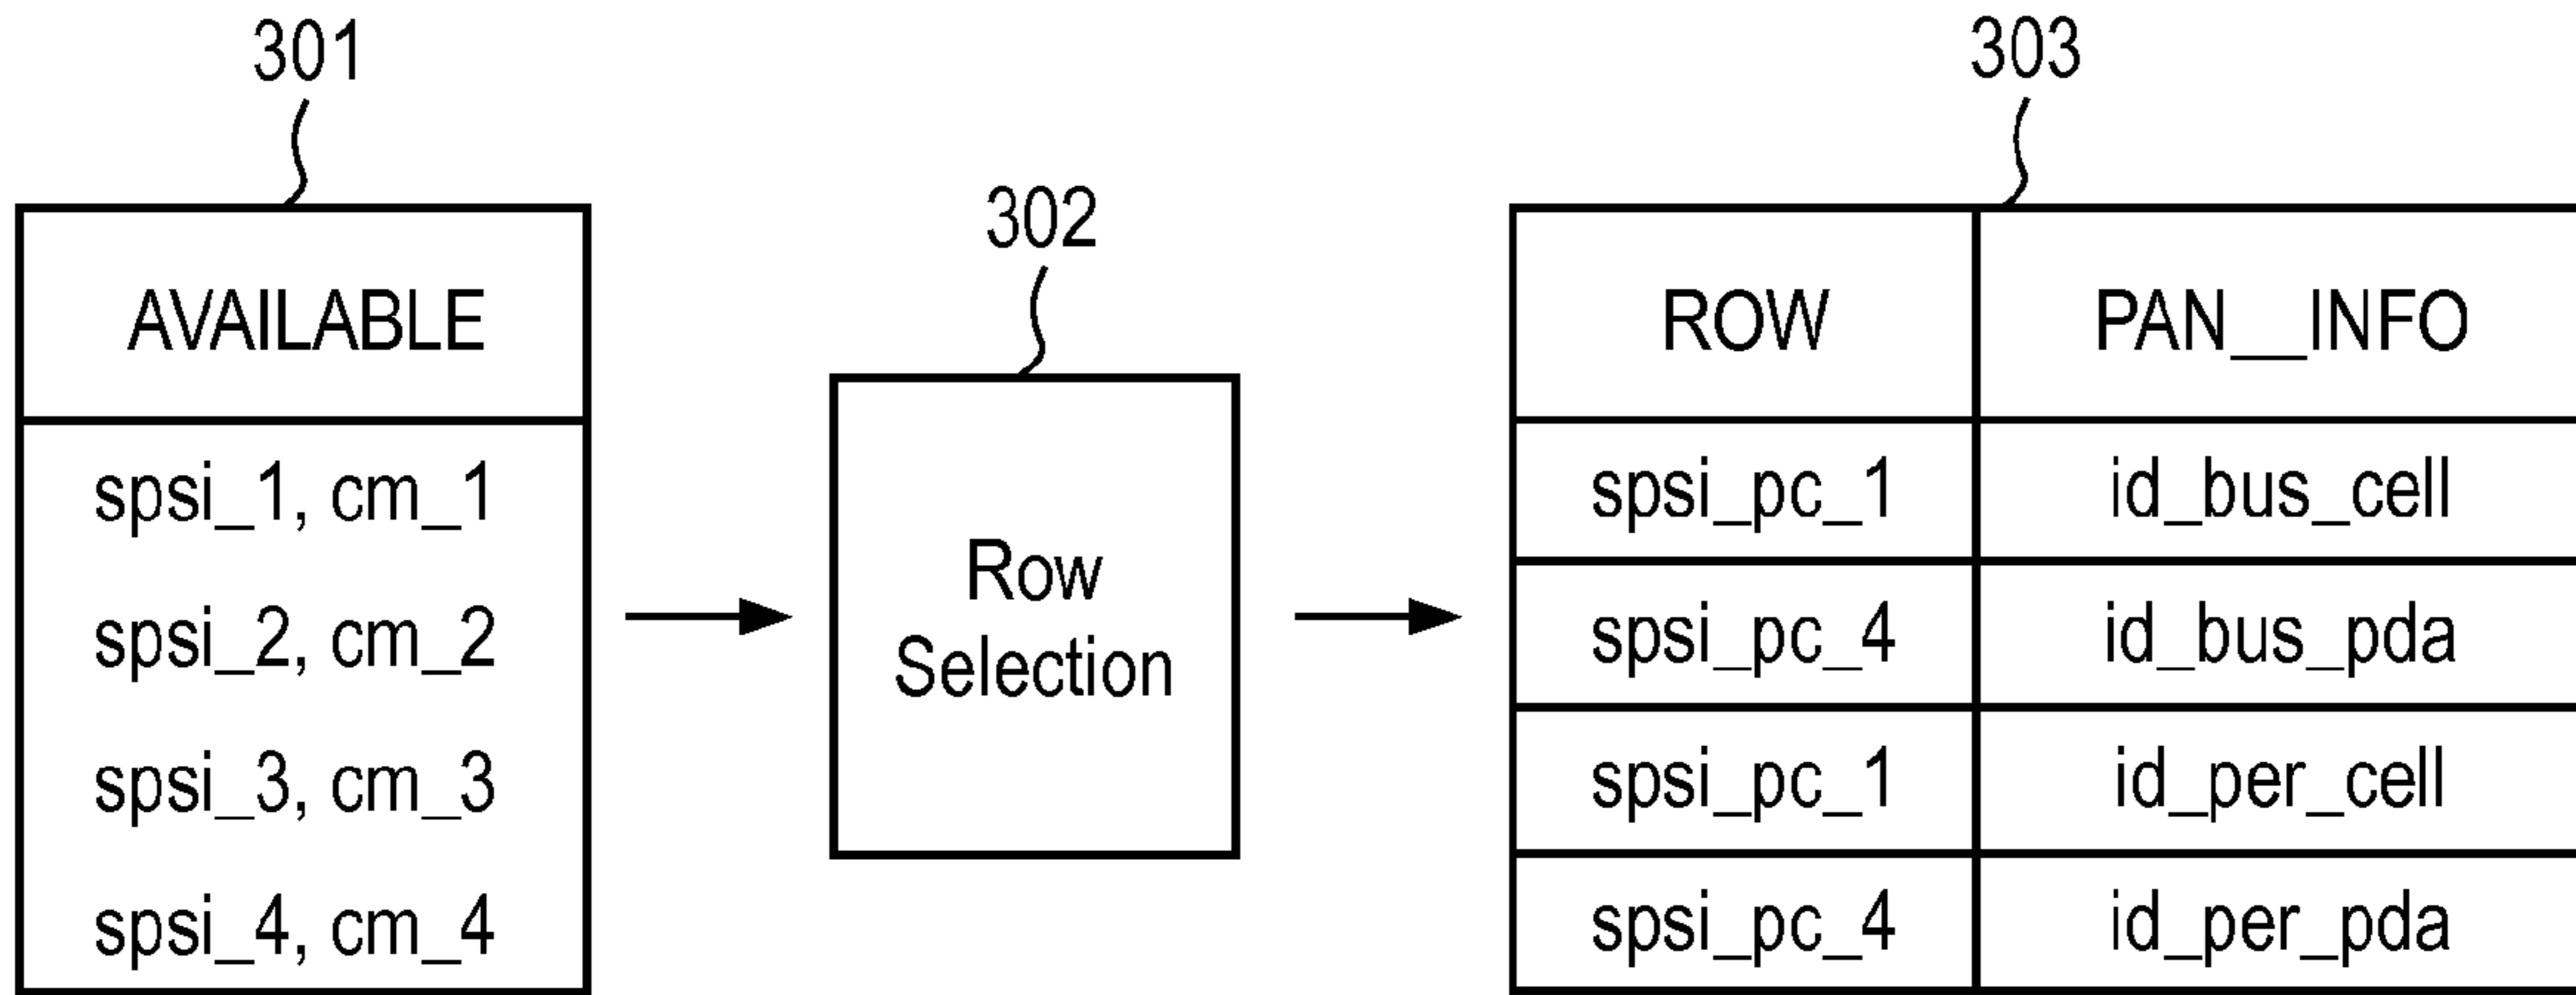 301
AVAILABLE
spsi_1, cm_1
spsi_2, cm_2
spsi_3, cm_3
spsi_4, cm_4
302
Row
Selection
303
ROW PAN__INFO
spsi_pc_1 id_bus_cell
spsi_pc_4 id_bus_pda
spsi_pc_1 id_per_cell
spsi_pc_4 id_per_pda